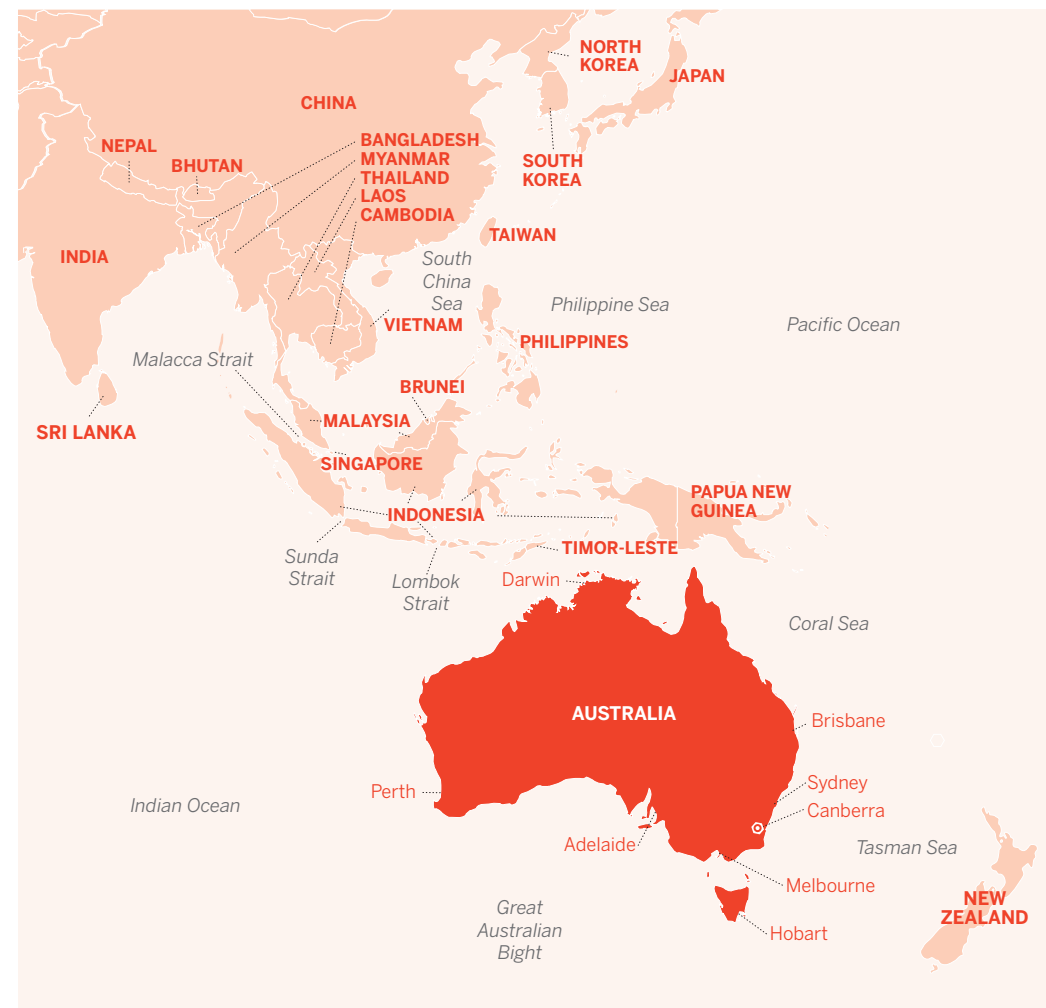 NORTH
KOREA
JAPAN
CHINA
NEPAL
BHUTAN
BANGLADESH
MYANMAR
THAILAND
LAOS
CAMBODIA
SOUTH
KOREA
TAIWAN
INDIA
South
China
Sea
Philippine Sea
Pacific Ocean
VIETNAM
PHILIPPINES
Malacca Strait
BRUNEI
SRI LANKA
MALAYSIA
SINGAPORE
PAPUA NEW
GUINEA
INDONESIA
TIMOR-LESTE
Sunda
Strait
Lombok
Strait
Darwin
Coral Sea
AUSTRALIA
Brisbane
Perth
Sydney
Canberra
Indian Ocean
Adelaide
Tasman Sea
Melbourne
NEW
ZEALAND
Great
Australian
Bight
Hobart